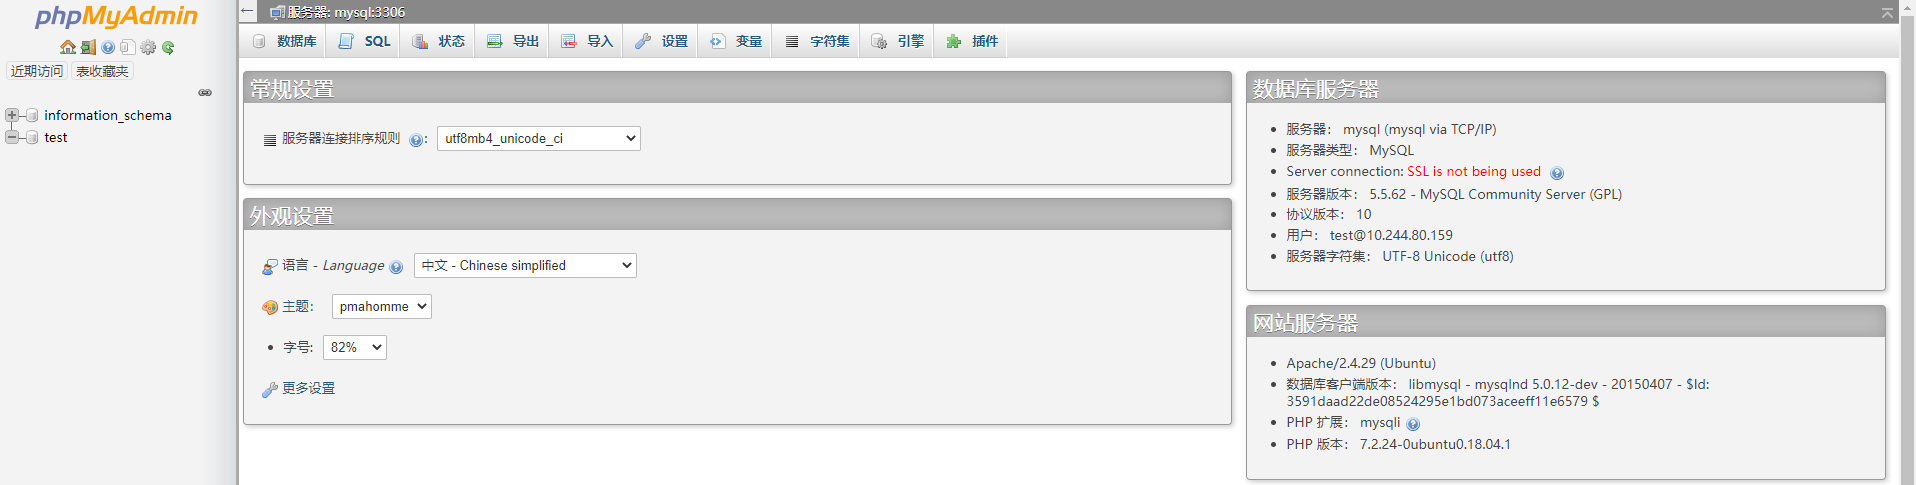 phpMyAdmin
近期访问 表收藏夹
information_schema
test
服务器: mysql:3306
数据库 SQL 状态 导出 导入 设置 变量 字符集 引擎 插件
常规设置
服务器连接排序规则 : utf8mb4_unicode_ci
外观设置
语言 - Language 中文 - Chinese simplified
主题： pmahomme
字号: 82%
更多设置
数据库服务器
服务器： mysql (mysql via TCP/IP)
服务器类型： MySQL
Server connection: SSL is not being used
服务器版本： 5.5.62 - MySQL Community Server (GPL)
协议版本： 10
用户： test@10.244.80.159
服务器字符集： UTF-8 Unicode (utf8)
网站服务器
Apache/2.4.29 (Ubuntu)
数据库客户端版本： libmysql - mysqlnd 5.0.12-dev - 20150407 - $Id:
3591daad22de08524295e1bd073aceeff11e6579 $
PHP 扩展： mysqli
PHP 版本： 7.2.24-0ubuntu0.18.04.1